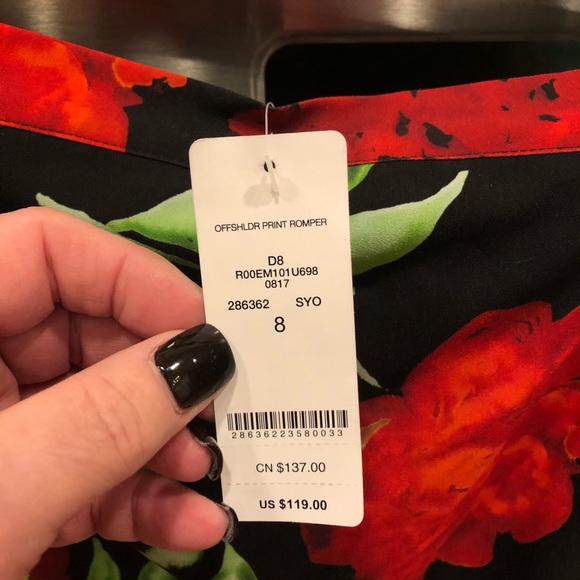 OFFSHLDR PRINT ROMPER
D8
R00EM101U698
0817
286362 SYO
8
28636223580033
CN $137.00
US $119.00